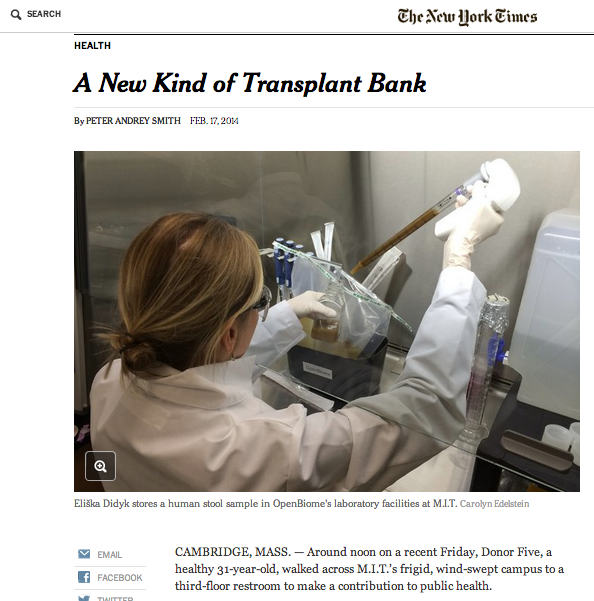 SEARCH
The New York Times
HEALTH
A New Kind of Transplant Bank
By PETER ANDREY SMITH FEB. 17, 2014
Eliška Didyk stores a human stool sample in OpenBiome's laboratory facilities at M.I.T. Carolyn Edelstein
EMAIL
FACEBOOK
TWITTER
CAMBRIDGE, MASS. — Around noon on a recent Friday, Donor Five, a
healthy 31-year-old, walked across M.I.T.'s frigid, wind-swept campus to a
third-floor restroom to make a contribution to public health.